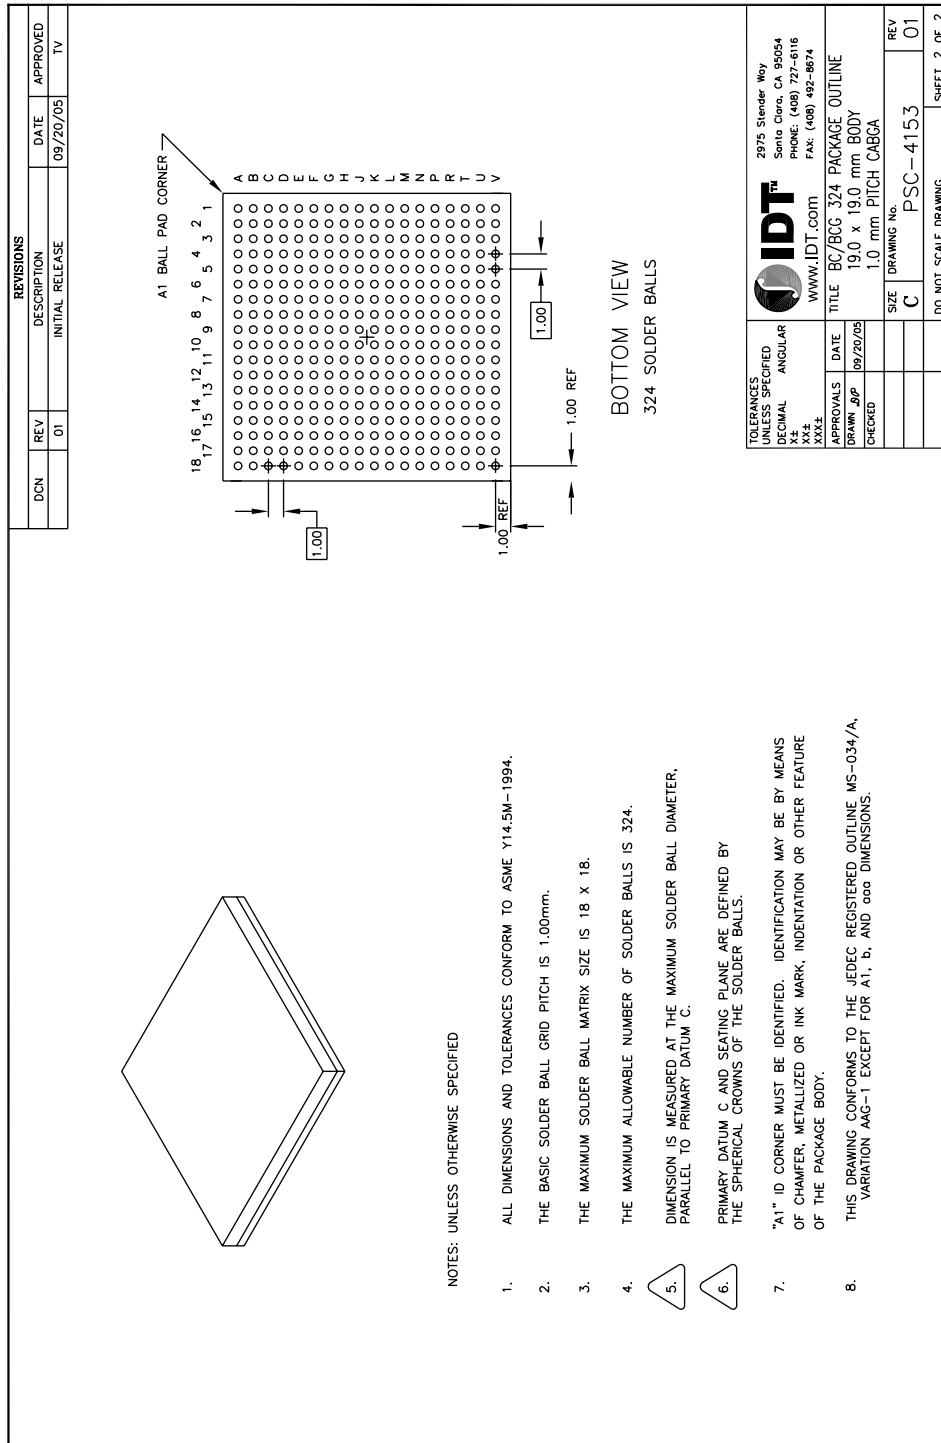 REVISIONS
DCN REV DESCRIPTION DATE APPROVED
01 INITIAL RELEASE 09/20/05 TV
A1 BALL PAD CORNER
18 17 16 15 14 13 12 11 10 9 8 7 6 5 4 3 2 1
A
B
C
D
E
F
G
H
J
K
L
M
N
P
R
T
U
V
1.00
1.00 REF
1.00
1.00 REF
BOTTOM VIEW
324 SOLDER BALLS
NOTES: UNLESS OTHERWISE SPECIFIED
1. ALL DIMENSIONS AND TOLERANCES CONFORM TO ASME Y14.5M-1994.
2. THE BASIC SOLDER BALL GRID PITCH IS 1.00mm.
3. THE MAXIMUM SOLDER BALL MATRIX SIZE IS 18 X 18.
4. THE MAXIMUM ALLOWABLE NUMBER OF SOLDER BALLS IS 324.
5. DIMENSION IS MEASURED AT THE MAXIMUM SOLDER BALL DIAMETER,
PARALLEL TO PRIMARY DATUM C.
6. PRIMARY DATUM C AND SEATING PLANE ARE DEFINED BY
THE SPHERICAL CROWNS OF THE SOLDER BALLS.
7. "A1" ID CORNER MUST BE IDENTIFIED. IDENTIFICATION MAY BE BY MEANS
OF CHAMFER, METALLIZED OR INK MARK, INDENTATION OR OTHER FEATURE
OF THE PACKAGE BODY.
8. THIS DRAWING CONFORMS TO THE JEDEC REGISTERED OUTLINE MS-034/A,
VARIATION AAG-1 EXCEPT FOR A1, b, AND aaa DIMENSIONS.
TOLERANCES
UNLESS SPECIFIED
DECIMAL ANGULAR
X±
XX±
XXX±
APPROVALS DATE
DRAWN 09/20/05
CHECKED
IDT™
www.IDT.com
2975 Stender Way
Santa Clara, CA 95054
PHONE: (408) 727-6116
FAX: (408) 492-8674
TITLE BC/BCG 324 PACKAGE OUTLINE
19.0 x 19.0 mm BODY
1.0 mm PITCH CABGA
SIZE DRAWING No. REV
C PSC-4153 01
DO NOT SCALE DRAWING SHEET 2 OF 2